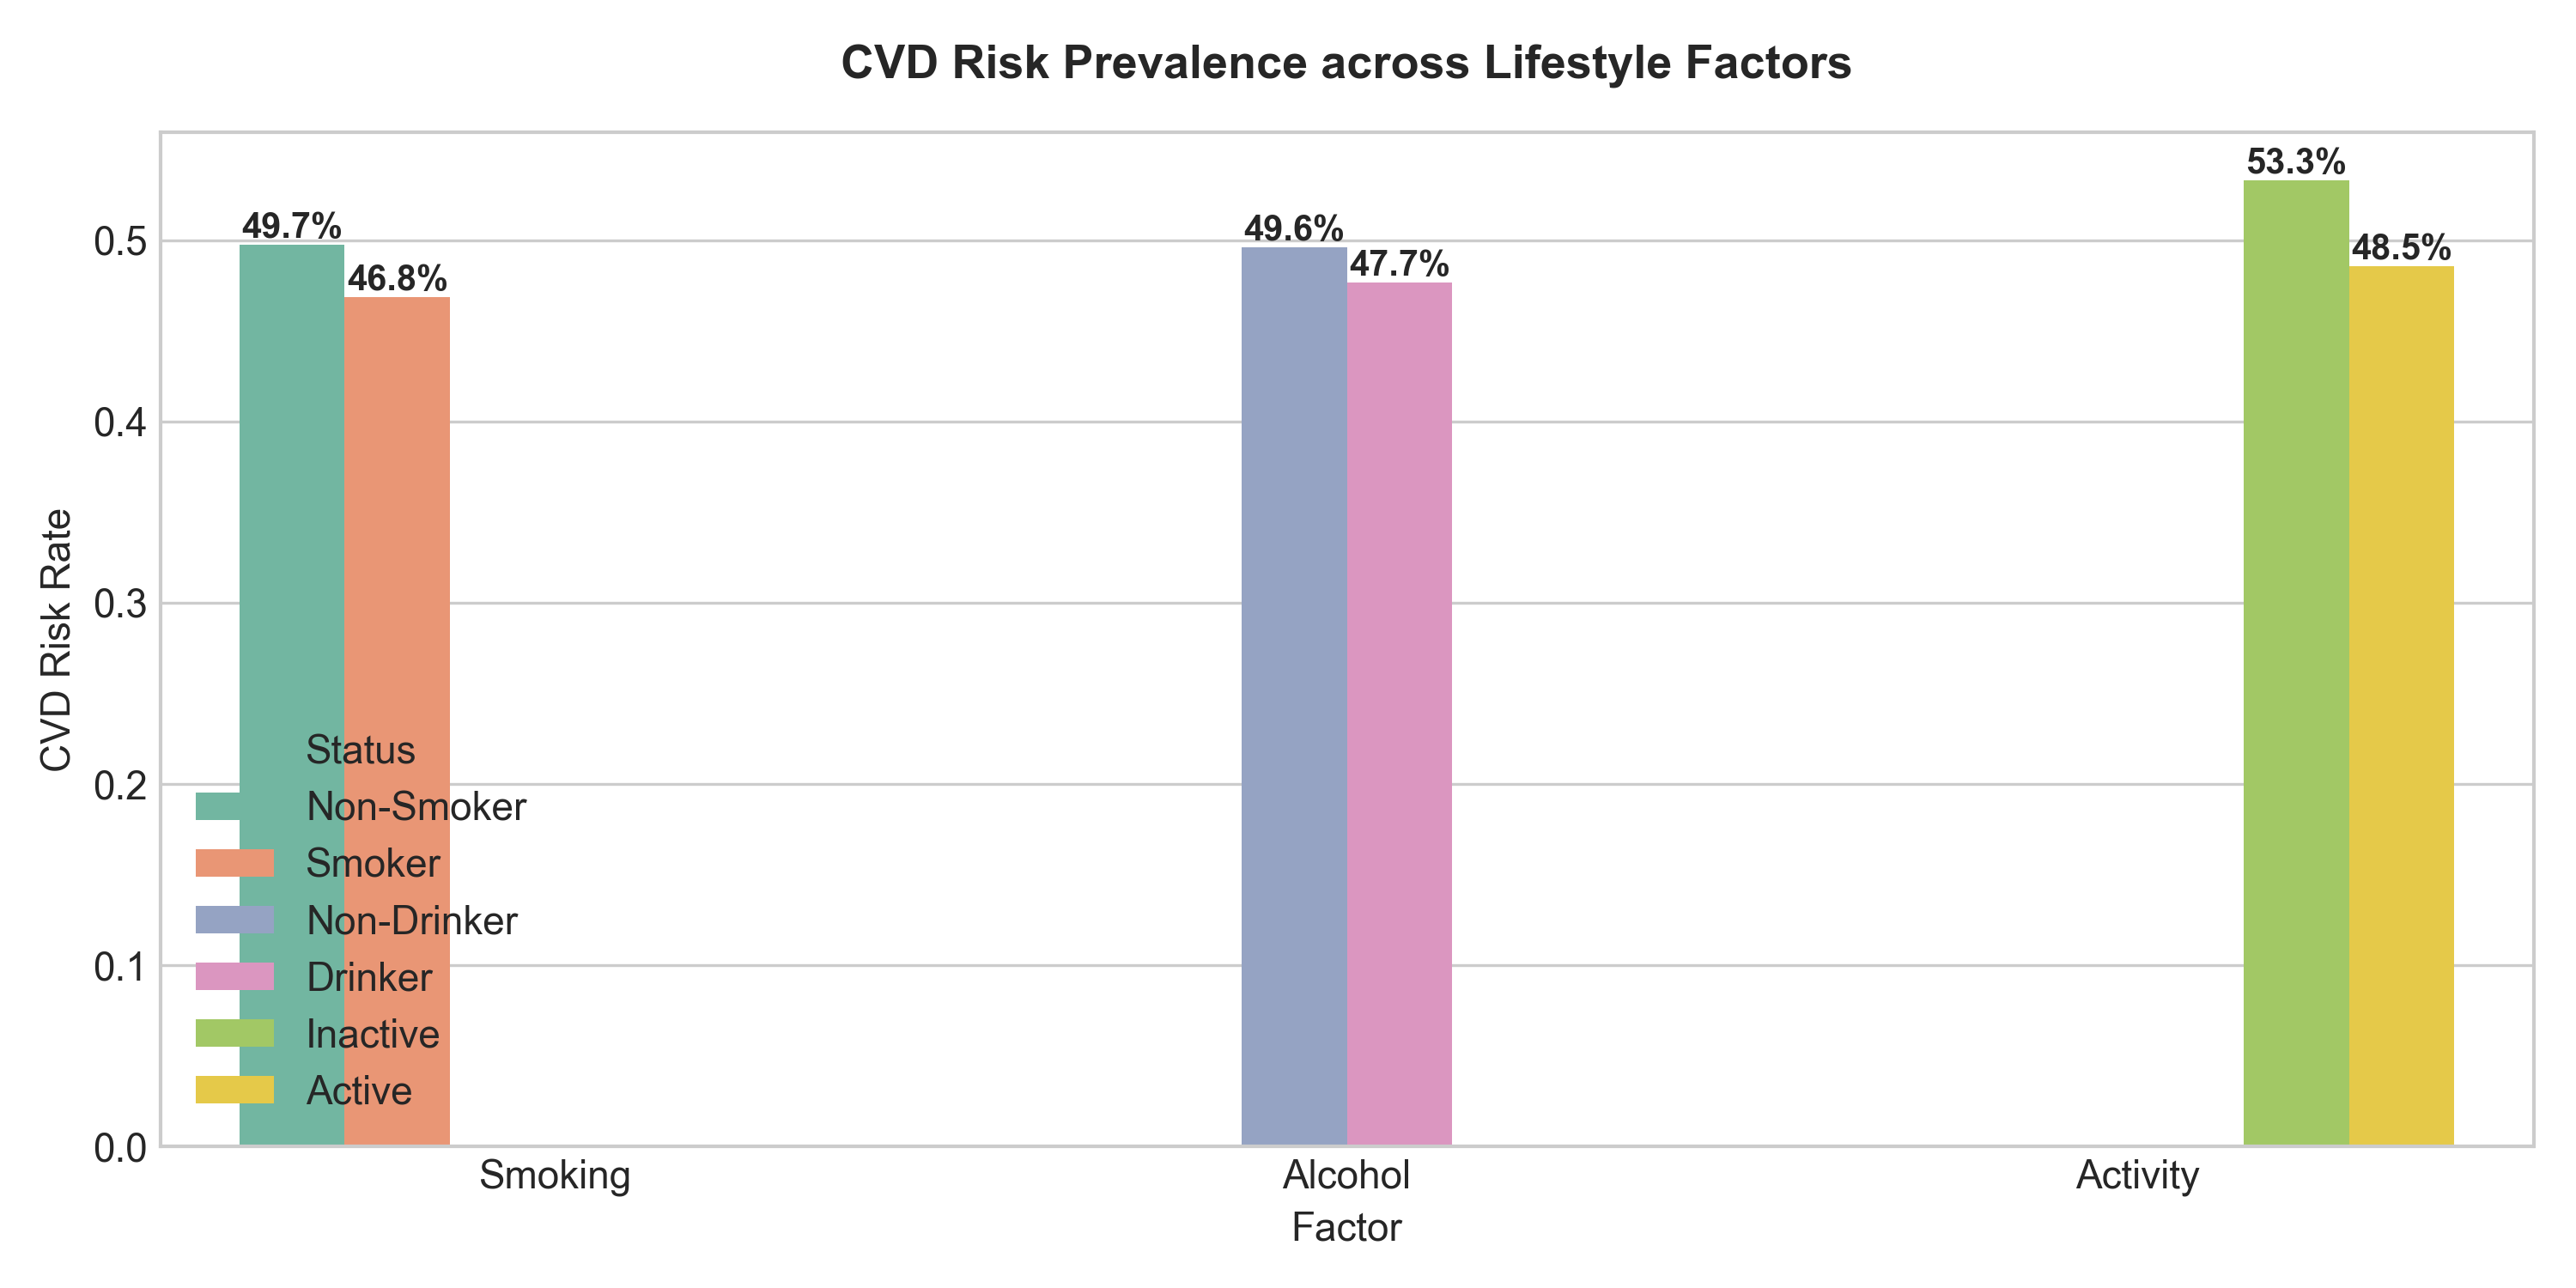 CVD Risk Prevalence across Lifestyle Factors
CVD Risk Rate
0.5
0.4
0.3
0.2
0.1
0.0
49.7%
46.8%
49.6%
47.7%
53.3%
48.5%
Status
Non-Smoker
Smoker
Non-Drinker
Drinker
Inactive
Active
Smoking
Alcohol
Activity
Factor